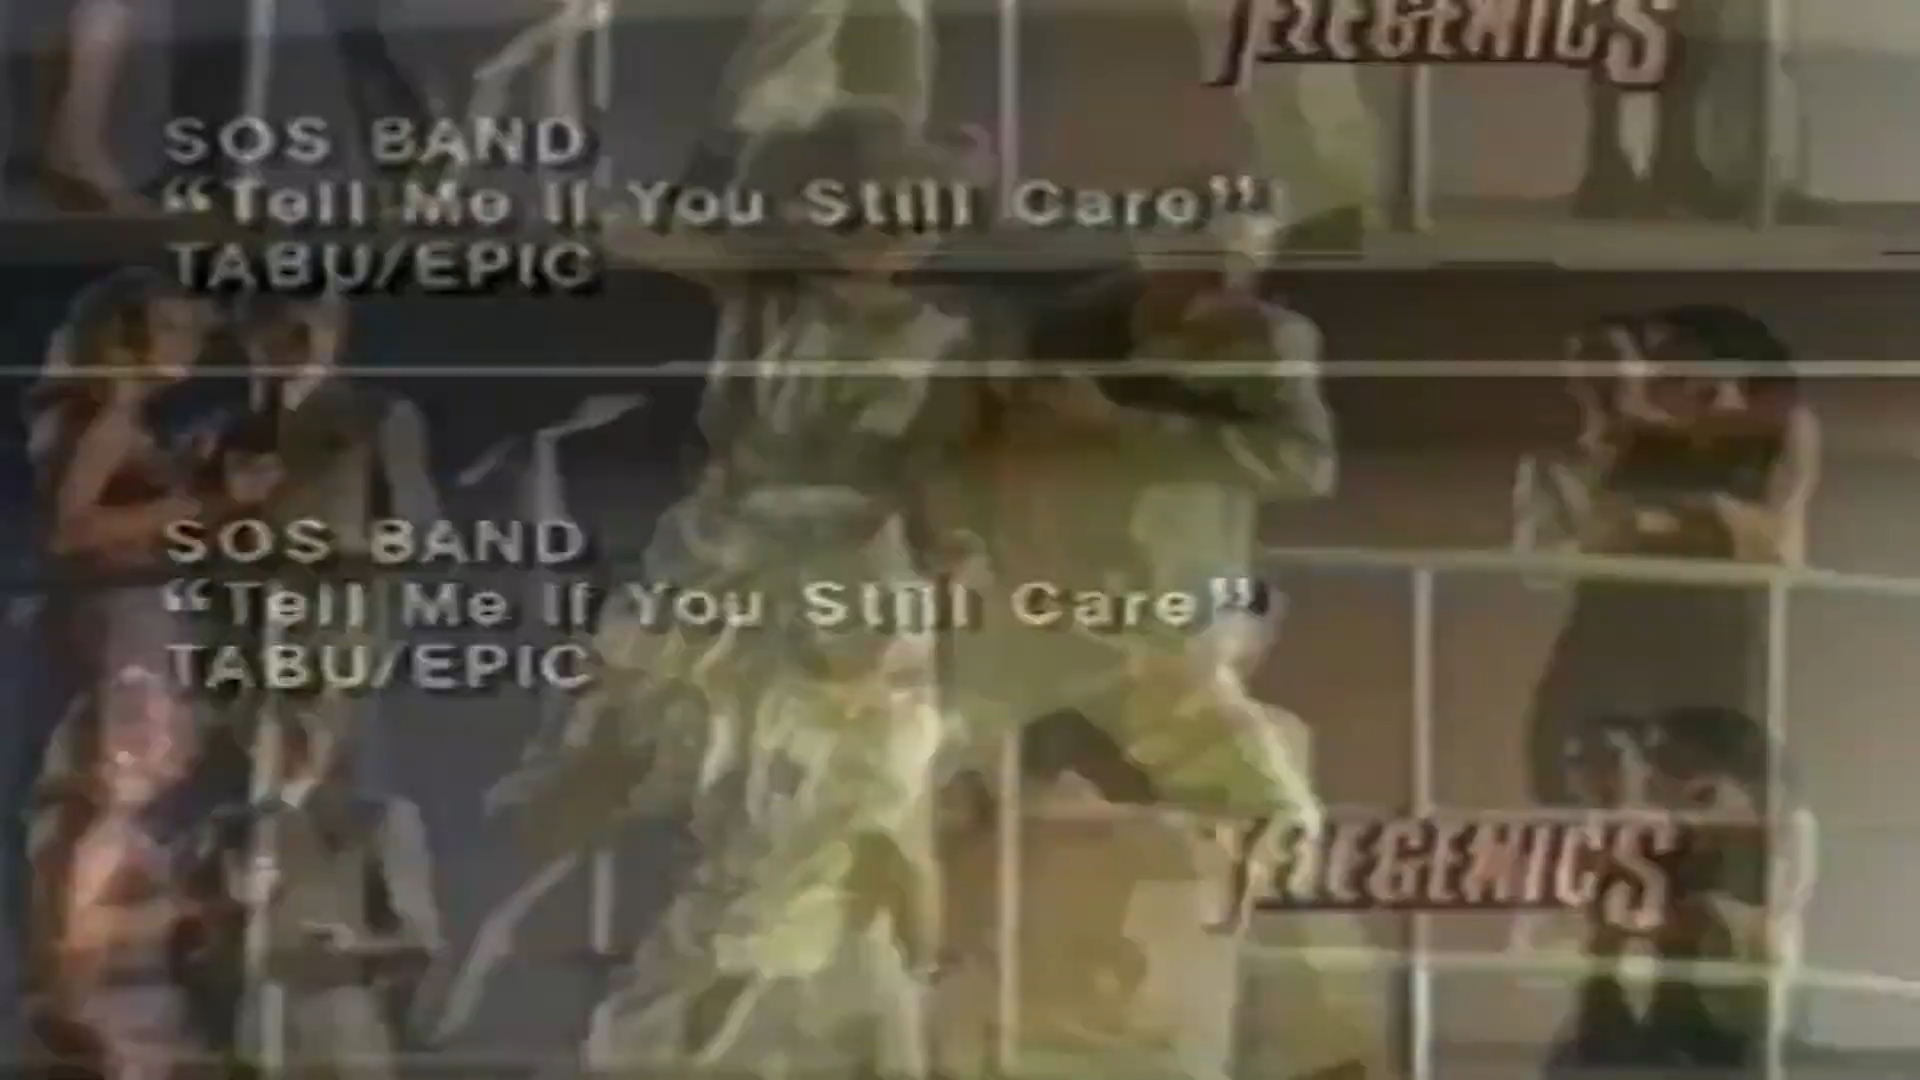 TELEGENICS
SOS BAND
“Tell Me If You Still Care”
TABU/EPIC
SOS BAND
“Tell Me If You Still Care”
TABU/EPIC
TELEGENICS